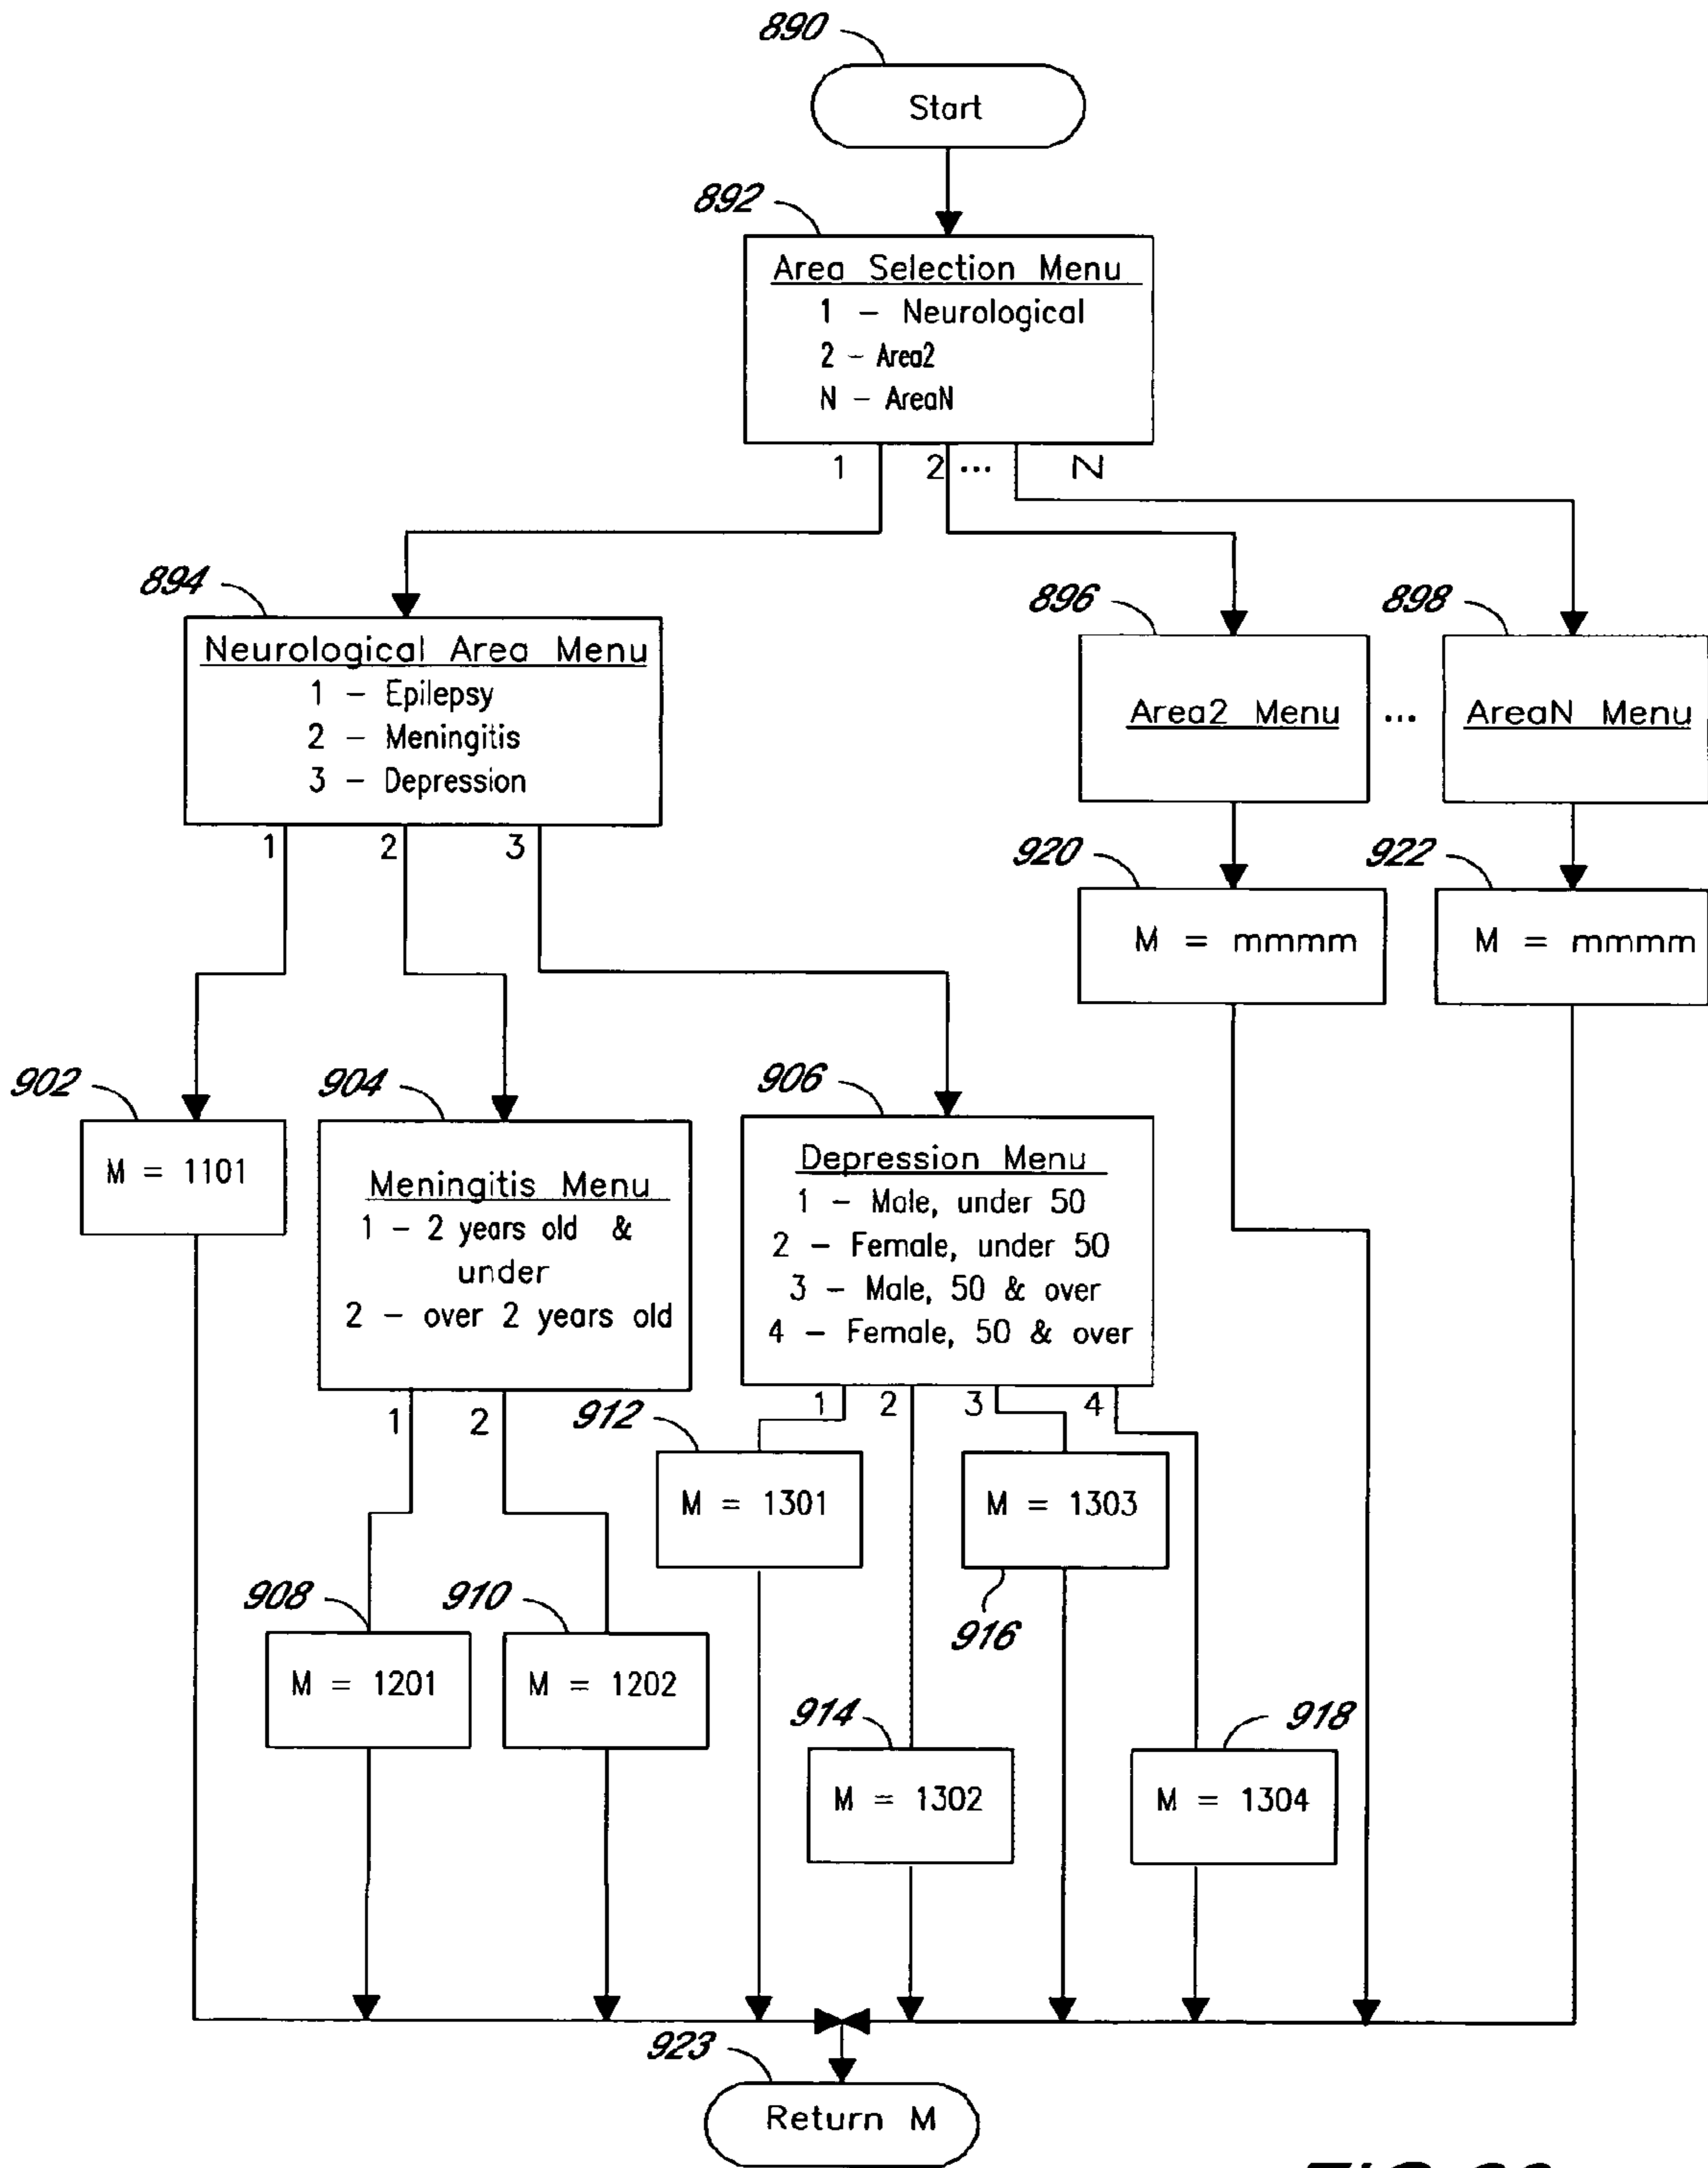 890
Start
892
Area Selection Menu
1 – Neurological
2 – Area2
N – AreaN
1 2 ... N
894
Neurological Area Menu
1 – Epilepsy
2 – Meningitis
3 – Depression
896
Area2 Menu
...
898
AreaN Menu
1 2 3
920
M = mmmm
922
M = mmmm
902
M = 1101
904
Meningitis Menu
1 – 2 years old &
under
2 – over 2 years old
906
Depression Menu
1 – Male, under 50
2 – Female, under 50
3 – Male, 50 & over
4 – Female, 50 & over
1 2
1 2 3 4
912
M = 1301
M = 1303
916
908
M = 1201
910
M = 1202
914
M = 1302
918
M = 1304
923
Return M